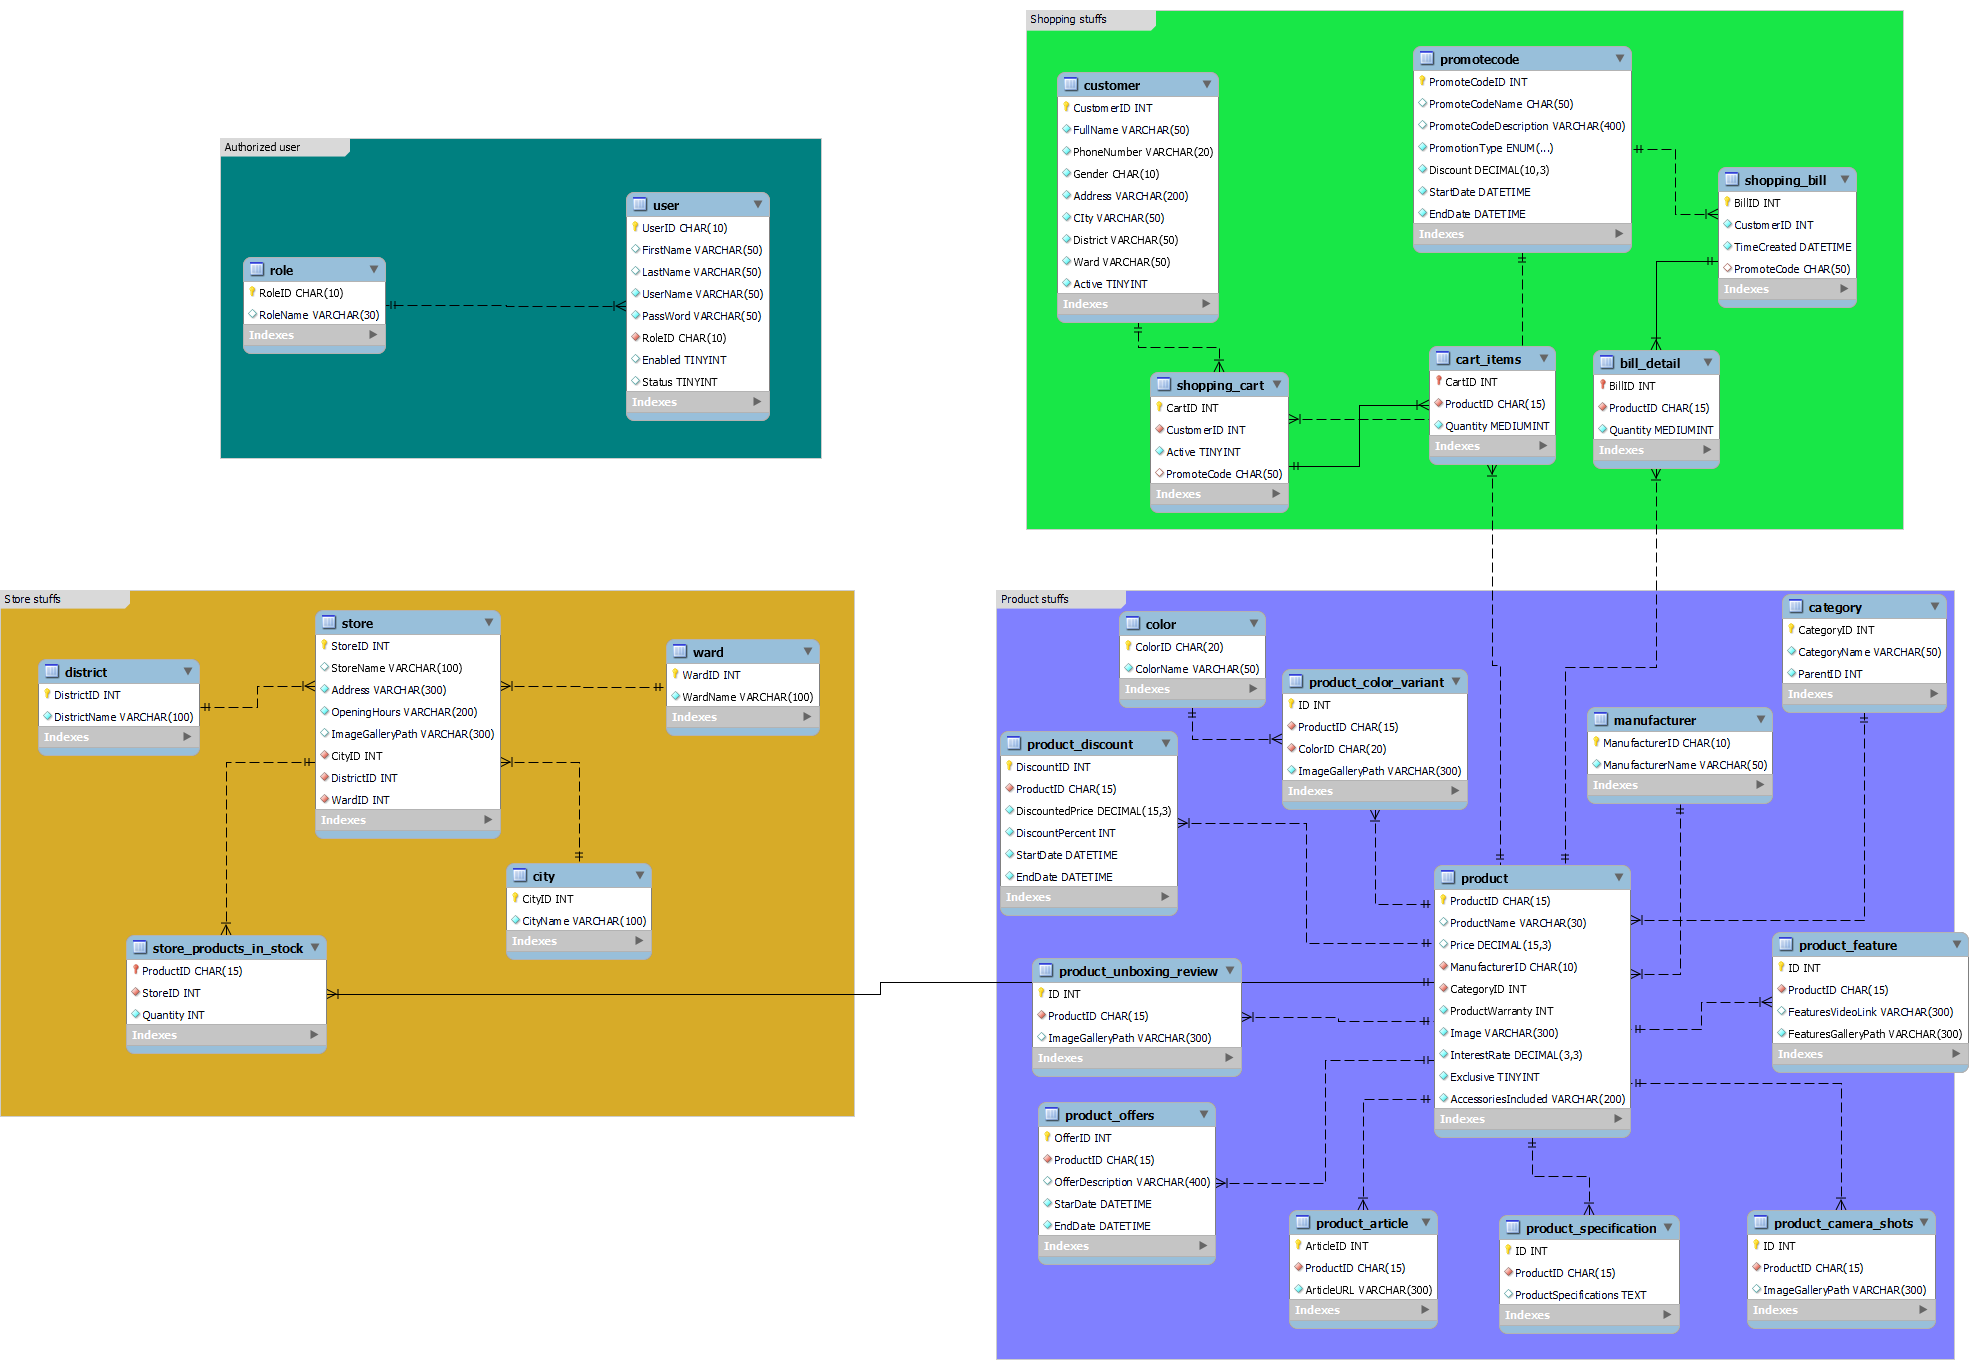 Shopping stuffs
customer
CustomerID INT
FullName VARCHAR(50)
PhoneNumber VARCHAR(20)
Gender CHAR(10)
Address VARCHAR(200)
CIty VARCHAR(50)
District VARCHAR(50)
Ward VARCHAR(50)
Active TINYINT
Indexes
promotecode
PromoteCodeID INT
PromoteCodeName CHAR(50)
PromoteCodeDescription VARCHAR(400)
PromotionType ENUM(...)
Discount DECIMAL(10,3)
StartDate DATETIME
EndDate DATETIME
Indexes
shopping_bill
BillID INT
CustomerID INT
TimeCreated DATETIME
PromoteCode CHAR(50)
Indexes
shopping_cart
CartID INT
CustomerID INT
Active TINYINT
PromoteCode CHAR(50)
Indexes
cart_items
CartID INT
ProductID CHAR(15)
Quantity MEDIUMINT
Indexes
bill_detail
BillID INT
ProductID CHAR(15)
Quantity MEDIUMINT
Indexes
Authorized user
role
RoleID CHAR(10)
RoleName VARCHAR(30)
Indexes
user
UserID CHAR(10)
FirstName VARCHAR(50)
LastName VARCHAR(50)
UserName VARCHAR(50)
PassWord VARCHAR(50)
RoleID CHAR(10)
Enabled TINYINT
Status TINYINT
Indexes
Store stuffs
district
DistrictID INT
DistrictName VARCHAR(100)
Indexes
store
StoreID INT
StoreName VARCHAR(100)
Address VARCHAR(300)
OpeningHours VARCHAR(200)
ImageGalleryPath VARCHAR(300)
CityID INT
DistrictID INT
WardID INT
Indexes
ward
WardID INT
WardName VARCHAR(100)
Indexes
city
CityID INT
CityName VARCHAR(100)
Indexes
store_products_in_stock
ProductID CHAR(15)
StoreID INT
Quantity INT
Indexes
Product stuffs
color
ColorID CHAR(20)
ColorName VARCHAR(50)
Indexes
product_color_variant
ID INT
ProductID CHAR(15)
ColorID CHAR(20)
ImageGalleryPath VARCHAR(300)
Indexes
category
CategoryID INT
CategoryName VARCHAR(50)
ParentID INT
Indexes
manufacturer
ManufacturerID CHAR(10)
ManufacturerName VARCHAR(50)
Indexes
product_discount
DiscountID INT
ProductID CHAR(15)
DiscountedPrice DECIMAL(15,3)
DiscountPercent INT
StartDate DATETIME
EndDate DATETIME
Indexes
product
ProductID CHAR(15)
ProductName VARCHAR(30)
Price DECIMAL(15,3)
ManufacturerID CHAR(10)
CategoryID INT
ProductWarranty INT
Image VARCHAR(300)
InterestRate DECIMAL(3,3)
Exclusive TINYINT
AccessoriesIncluded VARCHAR(200)
Indexes
product_feature
ID INT
ProductID CHAR(15)
FeaturesVideoLink VARCHAR(300)
FeaturesGalleryPath VARCHAR(300)
Indexes
product_unboxing_review
ID INT
ProductID CHAR(15)
ImageGalleryPath VARCHAR(300)
Indexes
product_offers
OfferID INT
ProductID CHAR(15)
OfferDescription VARCHAR(400)
StarDate DATETIME
EndDate DATETIME
Indexes
product_article
ArticleID INT
ProductID CHAR(15)
ArticleURL VARCHAR(300)
Indexes
product_specification
ID INT
ProductID CHAR(15)
ProductSpecifications TEXT
Indexes
product_camera_shots
ID INT
ProductID CHAR(15)
ImageGalleryPath VARCHAR(300)
Indexes